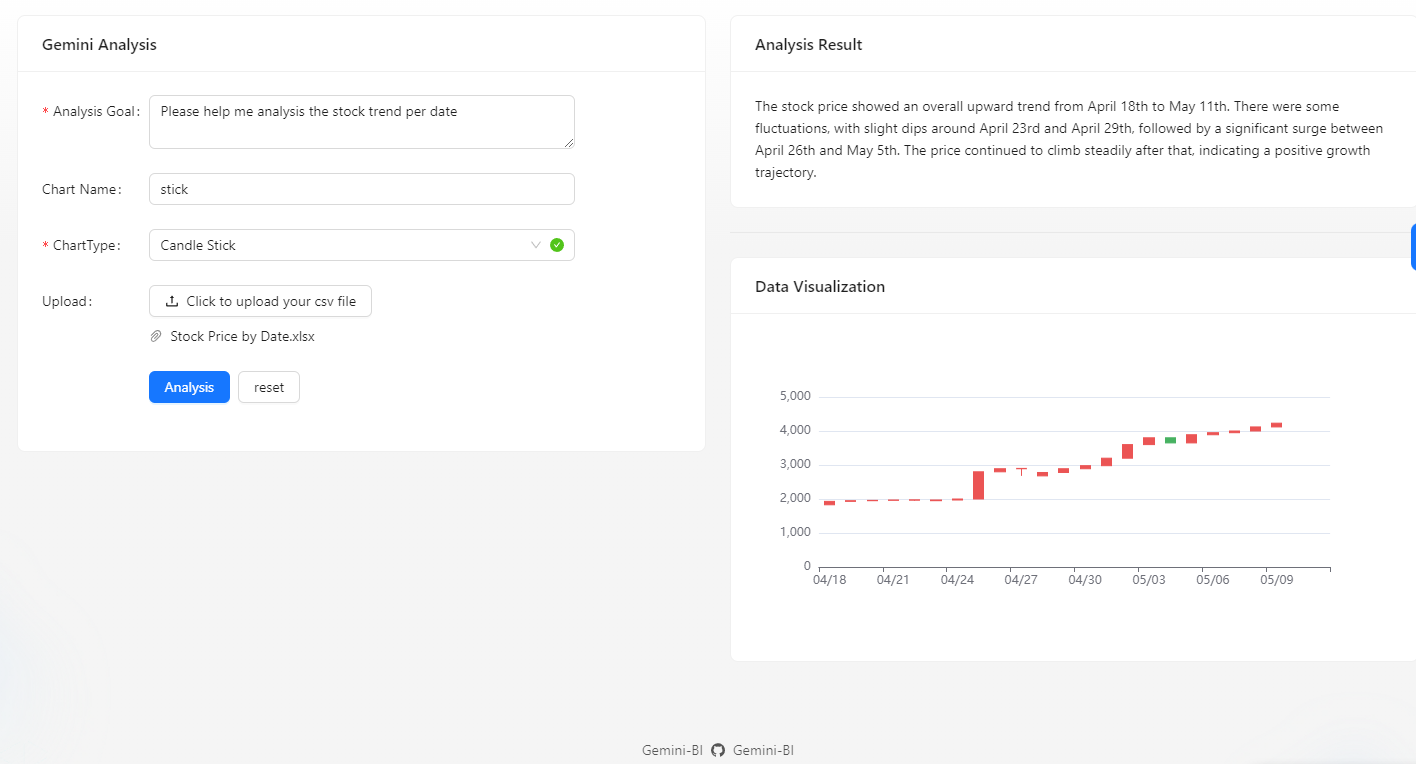 Gemini Analysis
* Analysis Goal:
Please help me analysis the stock trend per date
Chart Name:
stick
* ChartType:
Candle Stick
Upload:
Click to upload your csv file
Stock Price by Date.xlsx
Analysis
reset
Analysis Result
The stock price showed an overall upward trend from April 18th to May 11th. There were some
fluctuations, with slight dips around April 23rd and April 29th, followed by a significant surge between
April 26th and May 5th. The price continued to climb steadily after that, indicating a positive growth
trajectory.
Data Visualization
5,000
4,000
3,000
2,000
1,000
0
04/18 04/21 04/24 04/27 04/30 05/03 05/06 05/09
Gemini-BI Gemini-BI